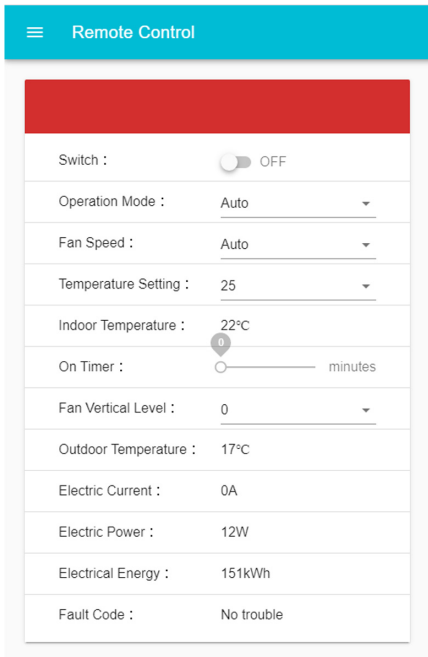 Remote Control
Switch： OFF
Operation Mode： Auto
Fan Speed： Auto
Temperature Setting： 25
Indoor Temperature： 22°C
0
On Timer： minutes
Fan Vertical Level： 0
Outdoor Temperature： 17°C
Electric Current： 0A
Electric Power： 12W
Electrical Energy： 151kWh
Fault Code： No trouble